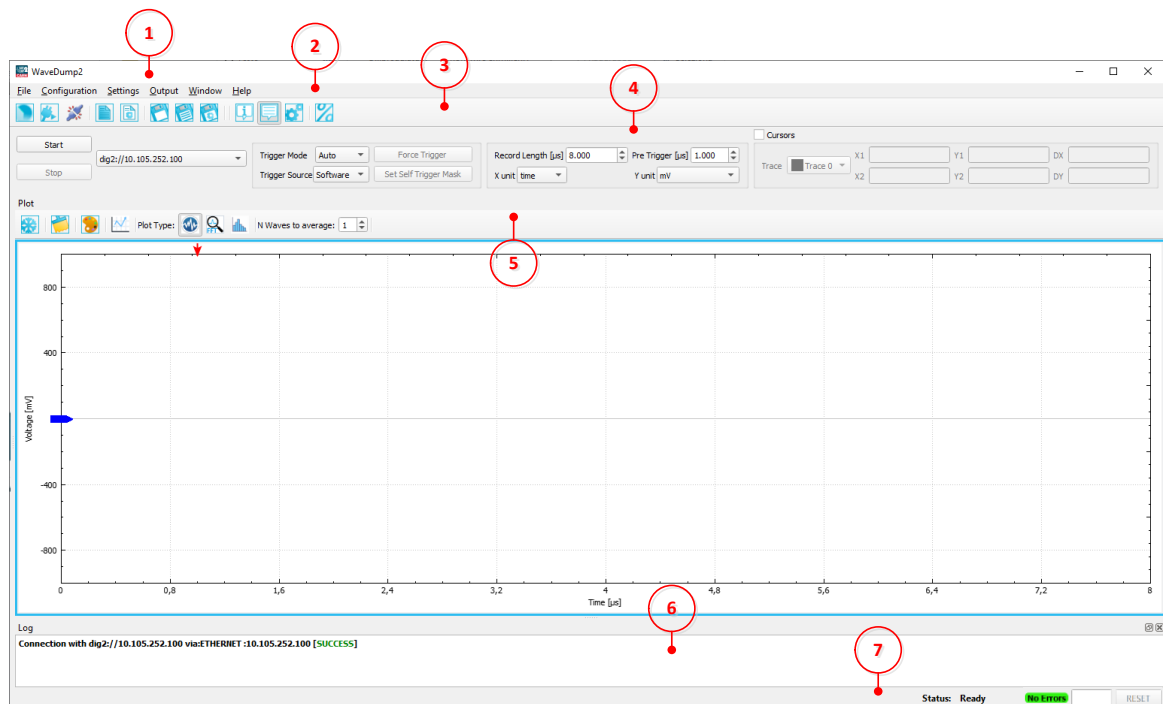 1
2
3
4
WaveDump2
File Configuration Settings Output Window Help
Cursors
Start
dig2://10.105.252.100
Trigger Mode Auto Force Trigger
Record Length [µs] 8.000 Pre Trigger [µs] 1.000
Trace Trace 0 X1 Y1 DX
Stop
Trigger Source Software Set Self Trigger Mask
X unit time Y unit mV
X2 Y2 DY
Plot
Plot Type: FFT N Waves to average: 1
5
800
400
Voltage [mV]
-400
-800
0 0,8 1,6 2,4 3,2 4 4,8 5,6 6,4 7,2 8
Time [µs]
6
Log
Connection with dig2://10.105.252.100 via:ETHERNET :10.105.252.100 [SUCCESS]
7
Status: Ready No Errors RESET